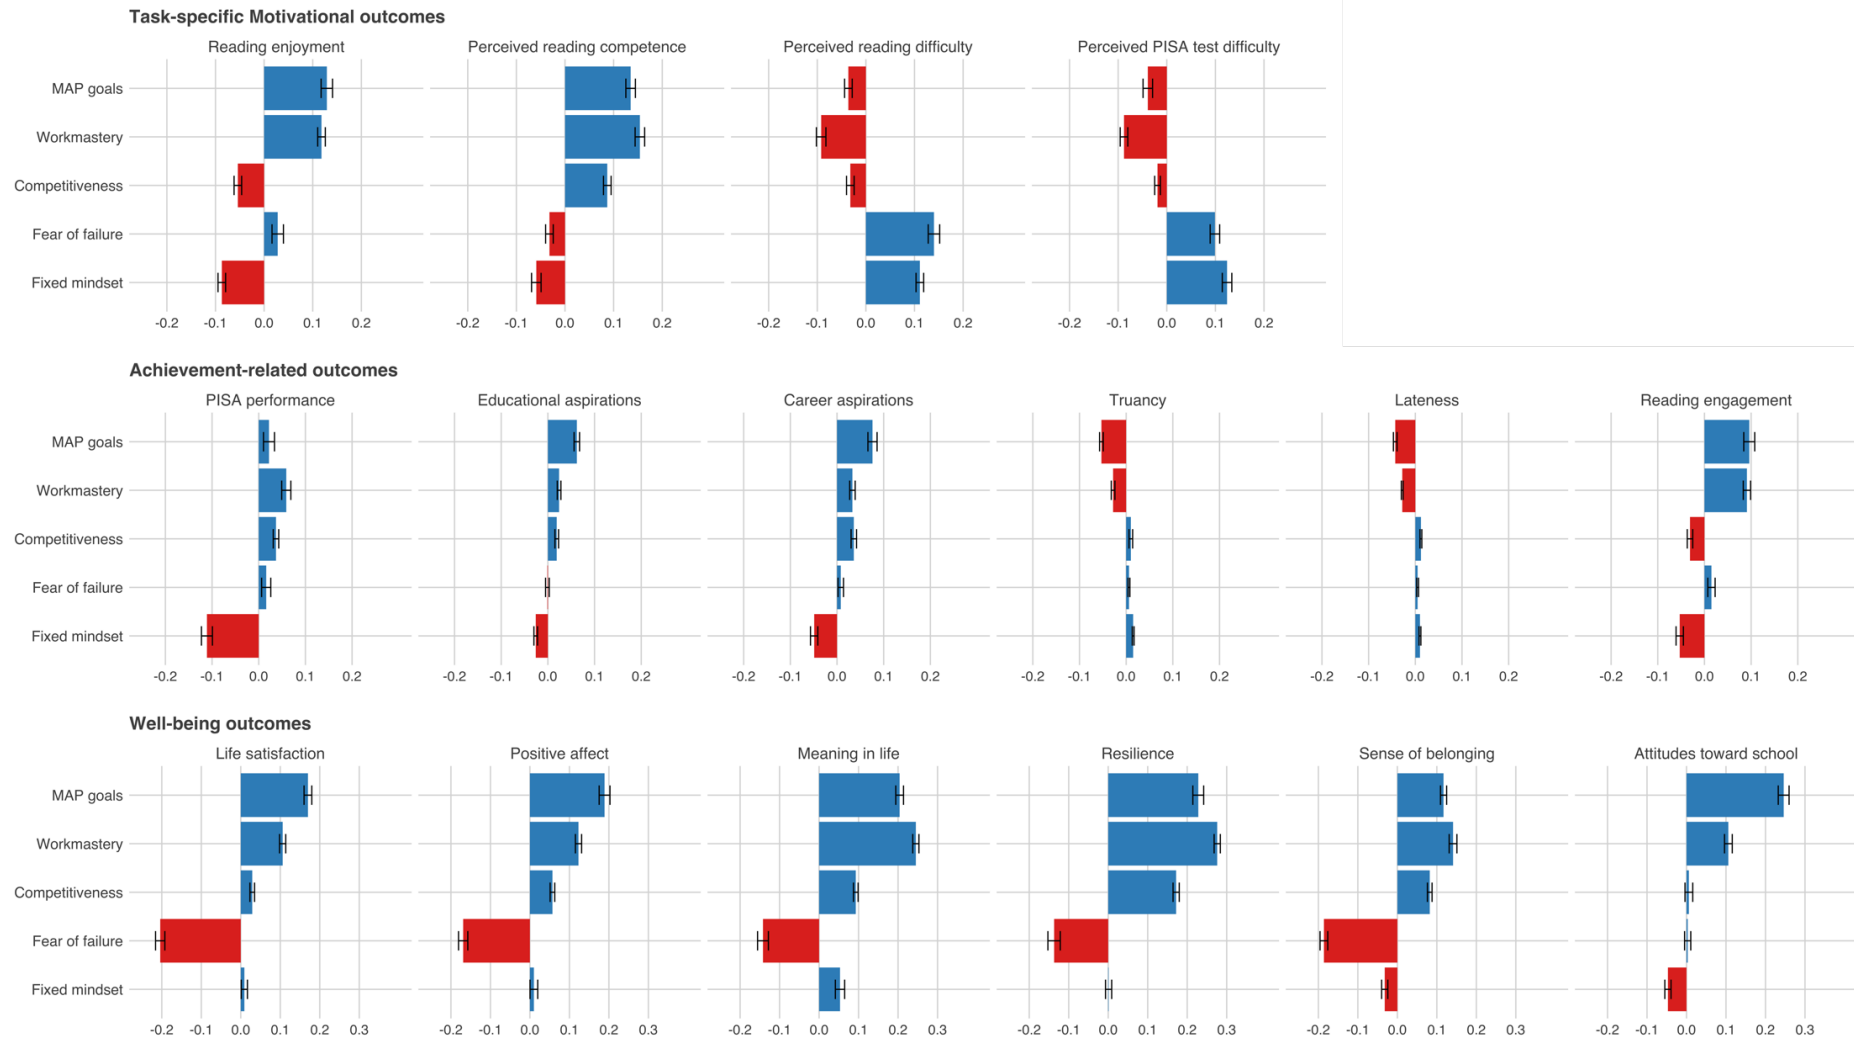 Task-specific Motivational outcomes
Reading enjoyment Perceived reading competence Perceived reading difficulty Perceived PISA test difficulty
MAP goals
Workmastery
Competitiveness
Fear of failure
Fixed mindset
-0.2 -0.1 0.0 0.1 0.2 -0.2 -0.1 0.0 0.1 0.2 -0.2 -0.1 0.0 0.1 0.2 -0.2 -0.1 0.0 0.1 0.2
Achievement-related outcomes
PISA performance Educational aspirations Career aspirations Truancy Lateness Reading engagement
MAP goals
Workmastery
Competitiveness
Fear of failure
Fixed mindset
-0.2 -0.1 0.0 0.1 0.2 -0.2 -0.1 0.0 0.1 0.2 -0.2 -0.1 0.0 0.1 0.2 -0.2 -0.1 0.0 0.1 0.2 -0.2 -0.1 0.0 0.1 0.2 -0.2 -0.1 0.0 0.1 0.2
Well-being outcomes
Life satisfaction Positive affect Meaning in life Resilience Sense of belonging Attitudes toward school
MAP goals
Workmastery
Competitiveness
Fear of failure
Fixed mindset
-0.2 -0.1 0.0 0.1 0.2 0.3 -0.2 -0.1 0.0 0.1 0.2 0.3 -0.2 -0.1 0.0 0.1 0.2 0.3 -0.2 -0.1 0.0 0.1 0.2 0.3 -0.2 -0.1 0.0 0.1 0.2 0.3 -0.2 -0.1 0.0 0.1 0.2 0.3